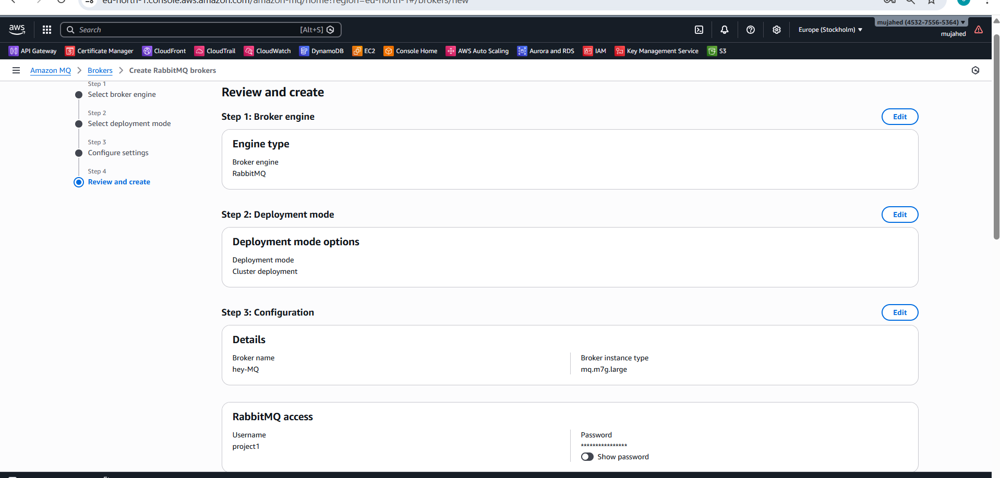 eu-north-1.console.aws.amazon.com/amazon-mq/home?region=eu-north-1#/brokers/new
aws
Search [Alt+S]
Europe (Stockholm)
mujahed (4532-7556-5364)
mujahed
API Gateway Certificate Manager CloudFront CloudTrail CloudWatch DynamoDB EC2 Console Home AWS Auto Scaling Aurora and RDS IAM Key Management Service S3
Amazon MQ Brokers Create RabbitMQ brokers
Step 1
Select broker engine
Step 2
Select deployment mode
Step 3
Configure settings
Step 4
Review and create
Review and create
Step 1: Broker engine
Edit
Engine type
Broker engine
RabbitMQ
Step 2: Deployment mode
Edit
Deployment mode options
Deployment mode
Cluster deployment
Step 3: Configuration
Edit
Details
Broker name
hey-MQ
Broker instance type
mq.m7g.large
RabbitMQ access
Username
project1
Password
****************
Show password